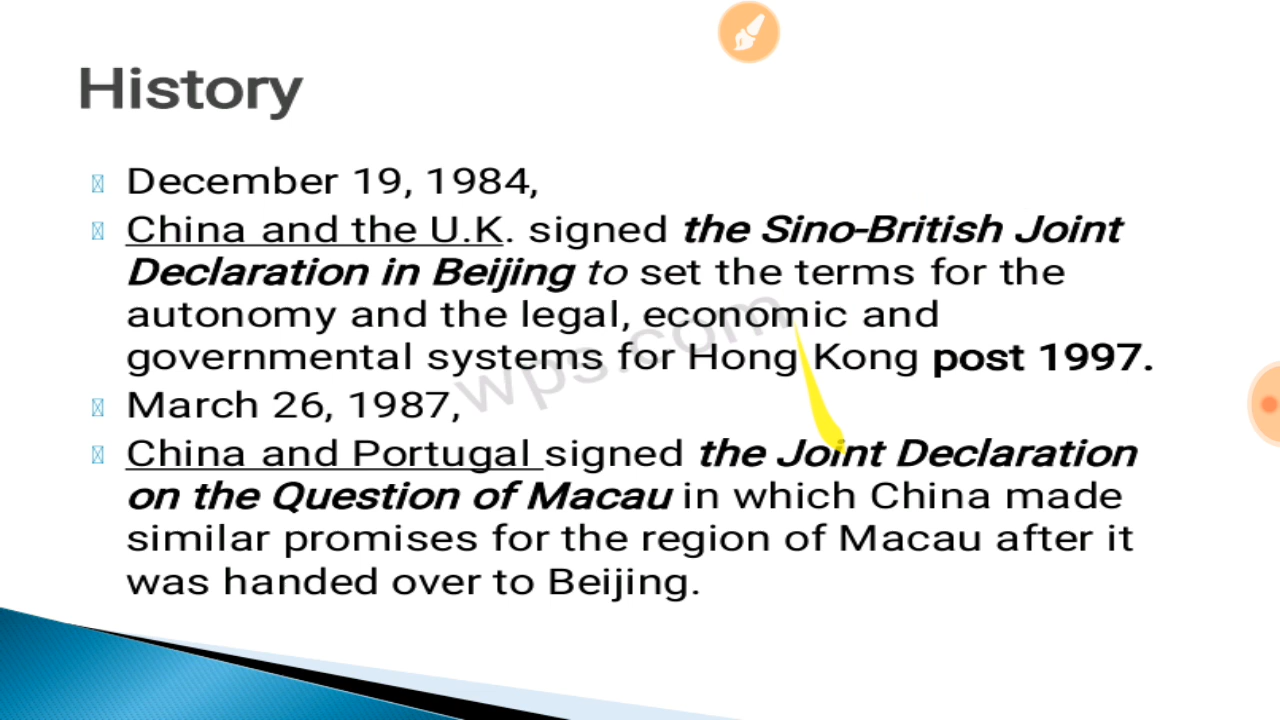 History
December 19, 1984,
China and the U.K. signed the Sino-British Joint
Declaration in Beijing to set the terms for the
autonomy and the legal, economic and
governmental systems for Hong Kong post 1997.
March 26, 1987,
China and Portugal signed the Joint Declaration
on the Question of Macau in which China made
similar promises for the region of Macau after it
was handed over to Beijing.
wps.com